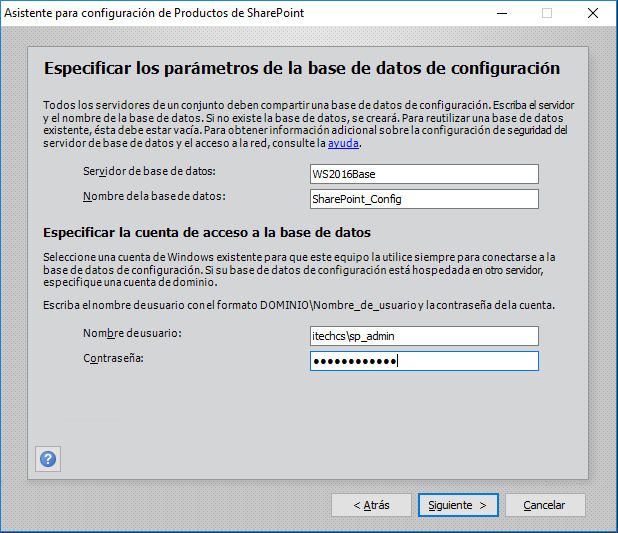 Asistente para configuración de Productos de SharePoint
Especificar los parámetros de la base de datos de configuración
Todos los servidores de un conjunto deben compartir una base de datos de configuración. Escriba el servidor
y el nombre de la base de datos. Si no existe la base de datos, se creará. Para reutilizar una base de datos
existente, ésta debe estar vacía. Para obtener información adicional sobre la configuración de seguridad del
servidor de base de datos y el acceso a la red, consulte la ayuda.
Servidor de base de datos: WS2016Base
Nombre de la base de datos: SharePoint_Config
Especificar la cuenta de acceso a la base de datos
Seleccione una cuenta de Windows existente para que este equipo la utilice siempre para conectarse a la
base de datos de configuración. Si su base de datos de configuración está hospedada en otro servidor,
especifique una cuenta de dominio.
Escriba el nombre de usuario con el formato DOMINIO\Nombre_de_usuario y la contraseña de la cuenta.
Nombre de usuario: itechcs\sp_admin
Contraseña: ●●●●●●●●●●●●
?
< Atrás Siguiente > Cancelar